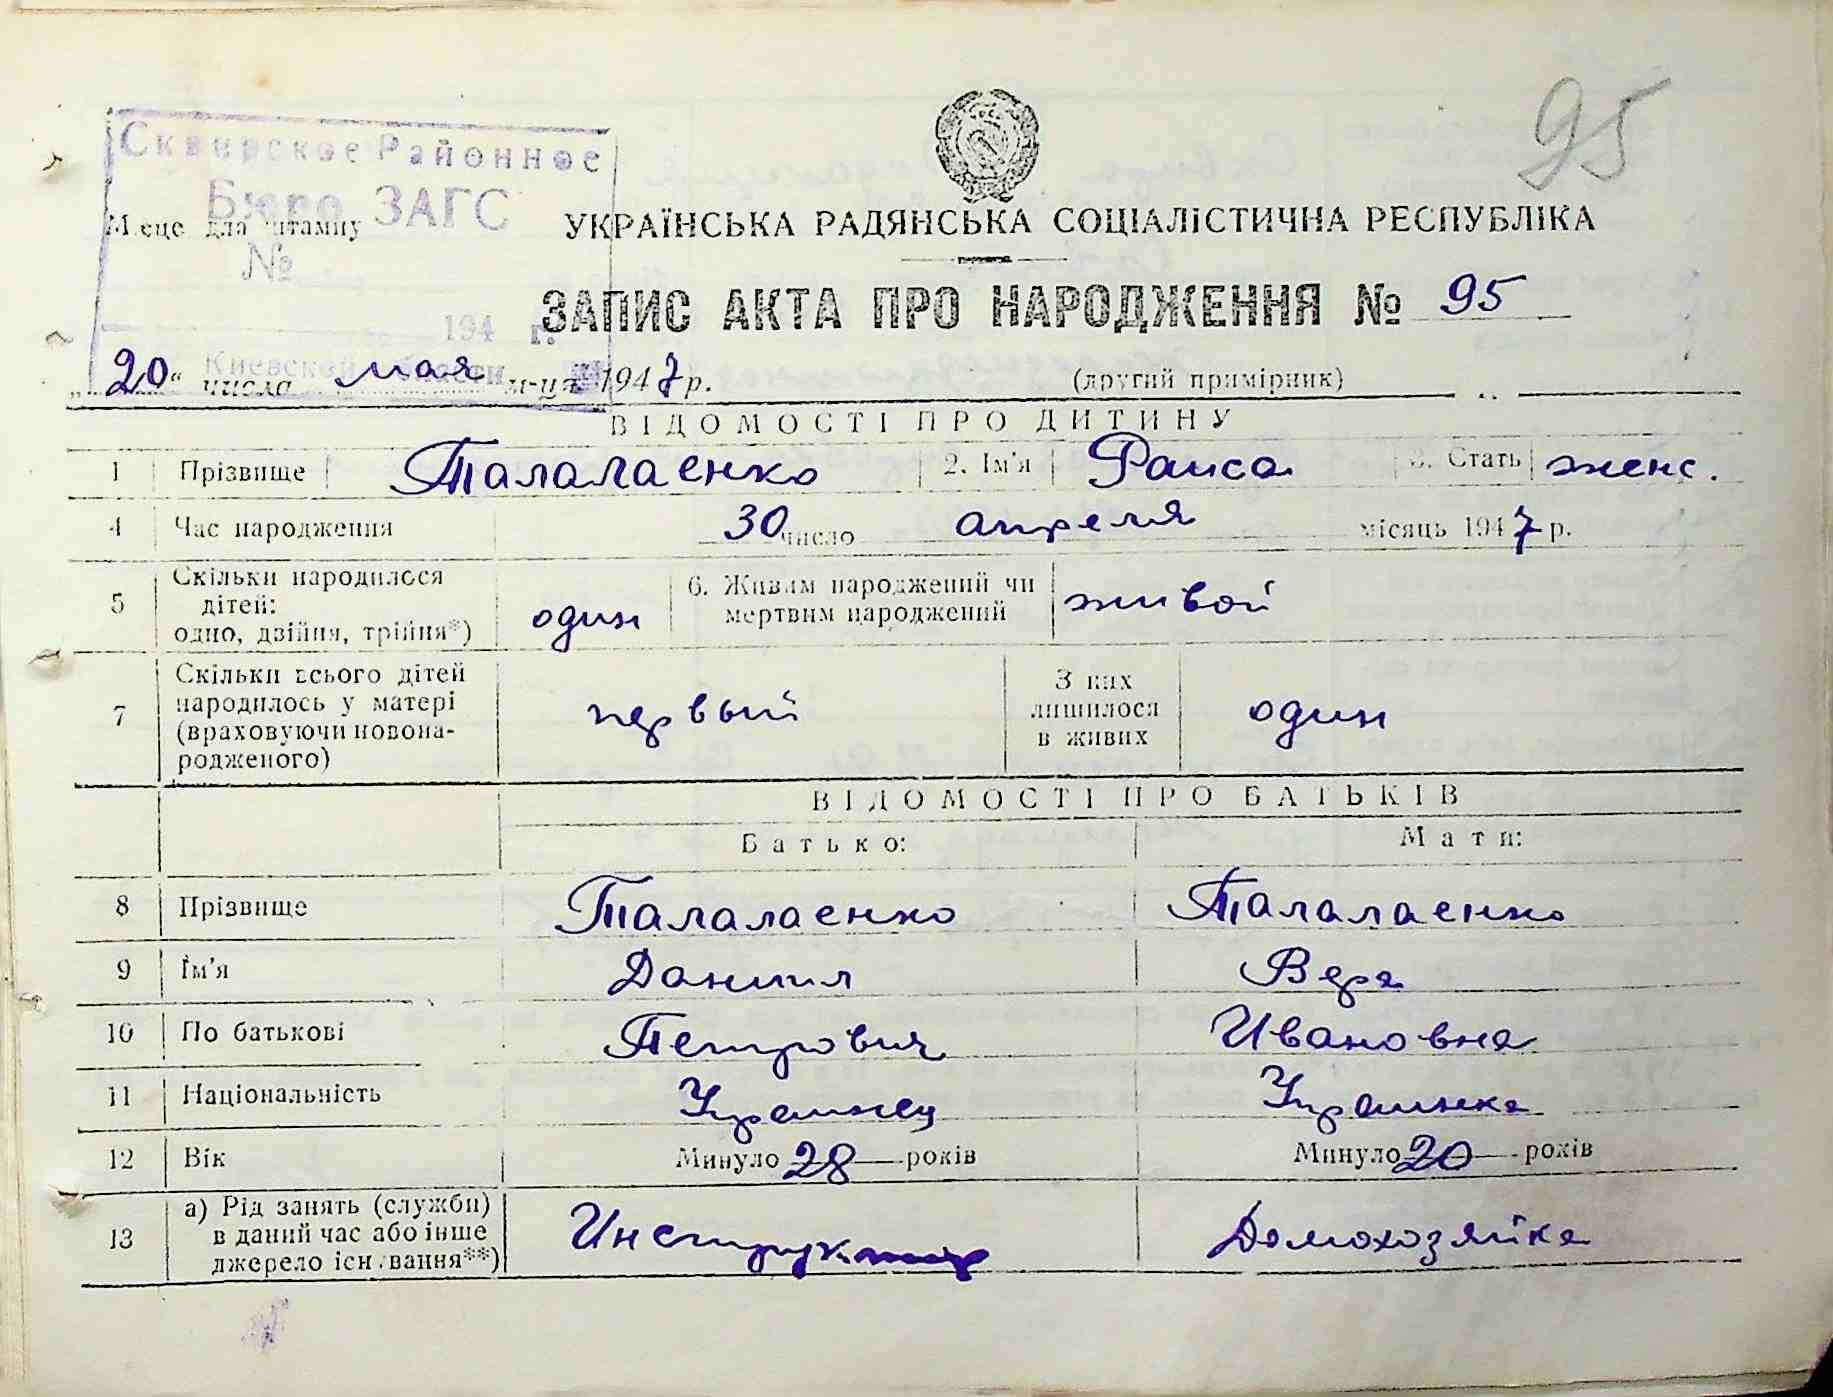 95
Сквирское Районное
Бюро ЗАГС
Місце для штампу
№
194 г.
Киевской области
УКРАЇНСЬКА РАДЯНСЬКА СОЦІАЛІСТИЧНА РЕСПУБЛІКА
ЗАПИС АКТА ПРО НАРОДЖЕННЯ № 95
„20“ числа мая м-ця 1947 р. (другий примірник)
ВІДОМОСТІ ПРО ДИТИНУ
1 Прізвище Талалаенко 2. Ім'я Раиса 3. Стать женс.
4 Час народження 30 число апреля місяць 1947 р.
5 Скільки народилося дітей: одно, двійня, трійня*) один 6. Живим народжений чи мертвим народжений живой
7 Скільки всього дітей народилось у матері (враховуючи новонародженого) первый З них лишилося в живих один
ВІДОМОСТІ ПРО БАТЬКІВ
Батько: Мати:
8 Прізвище Талалаенко Талалаенко
9 Ім'я Даниил Вера
10 По батькові Петрович Ивановна
11 Національність Украинец Украинка
12 Вік Минуло 28 років Минуло 20 років
13 а) Рід занять (служби) в даний час або інше джерело існування**) Инструктор Домохозяйка